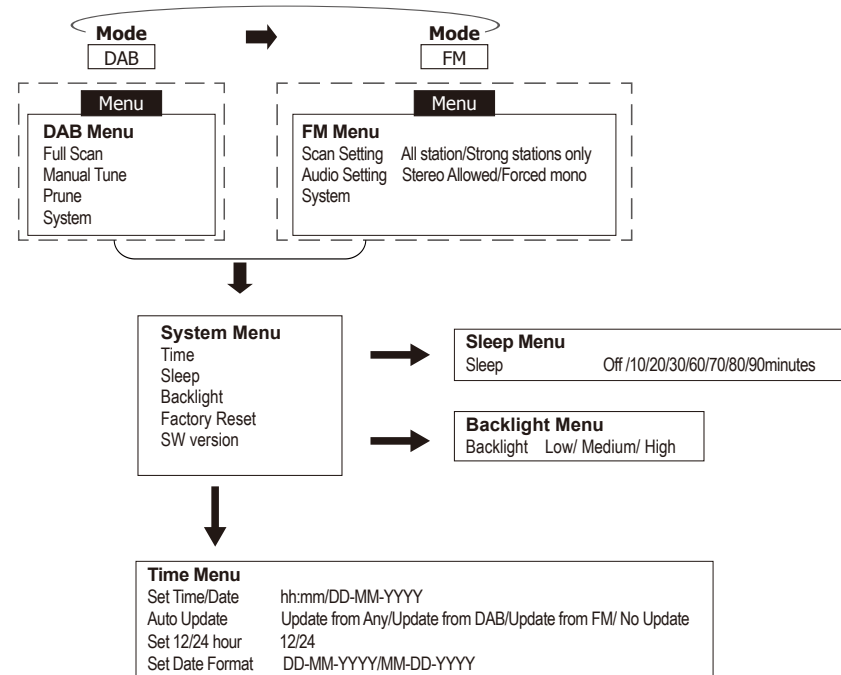 Mode
DAB
Mode
FM
Menu
DAB Menu
Full Scan
Manual Tune
Prune
System
Menu
FM Menu
Scan Setting All station/Strong stations only
Audio Setting Stereo Allowed/Forced mono
System
System Menu
Time
Sleep
Backlight
Factory Reset
SW version
Sleep Menu
Sleep Off /10/20/30/60/70/80/90minutes
Backlight Menu
Backlight Low/ Medium/ High
Time Menu
Set Time/Date hh:mm/DD-MM-YYYY
Auto Update Update from Any/Update from DAB/Update from FM/ No Update
Set 12/24 hour 12/24
Set Date Format DD-MM-YYYY/MM-DD-YYYY